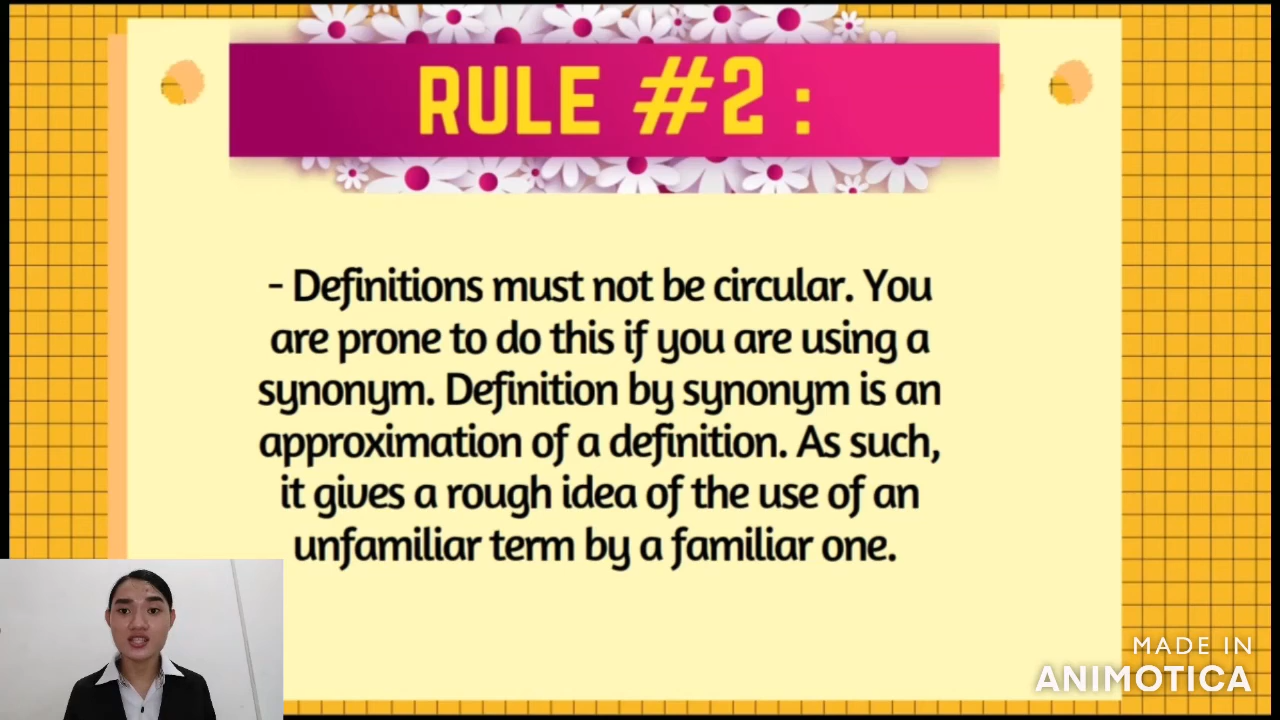 RULE #2 :
- Definitions must not be circular. You
are prone to do this if you are using a
synonym. Definition by synonym is an
approximation of a definition. As such,
it gives a rough idea of the use of an
unfamiliar term by a familiar one.
MADE IN
ANIMOTICA